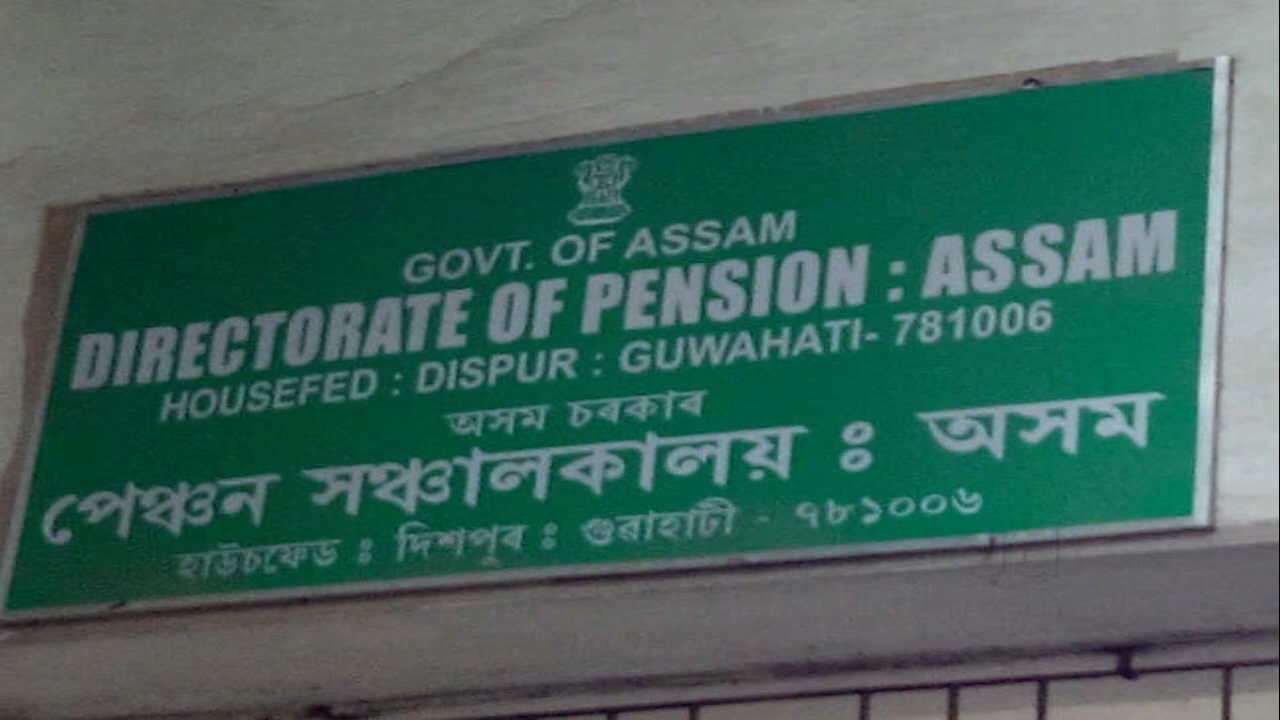 GOVT. OF ASSAM
DIRECTORATE OF PENSION : ASSAM
HOUSEFED : DISPUR : GUWAHATI- 781006
অসম চৰকাৰ
পেঞ্চন সঞ্চালকালয় : অসম
হাউচফেড : দিশপুৰ : গুৱাহাটী - ৭৮১০০৬